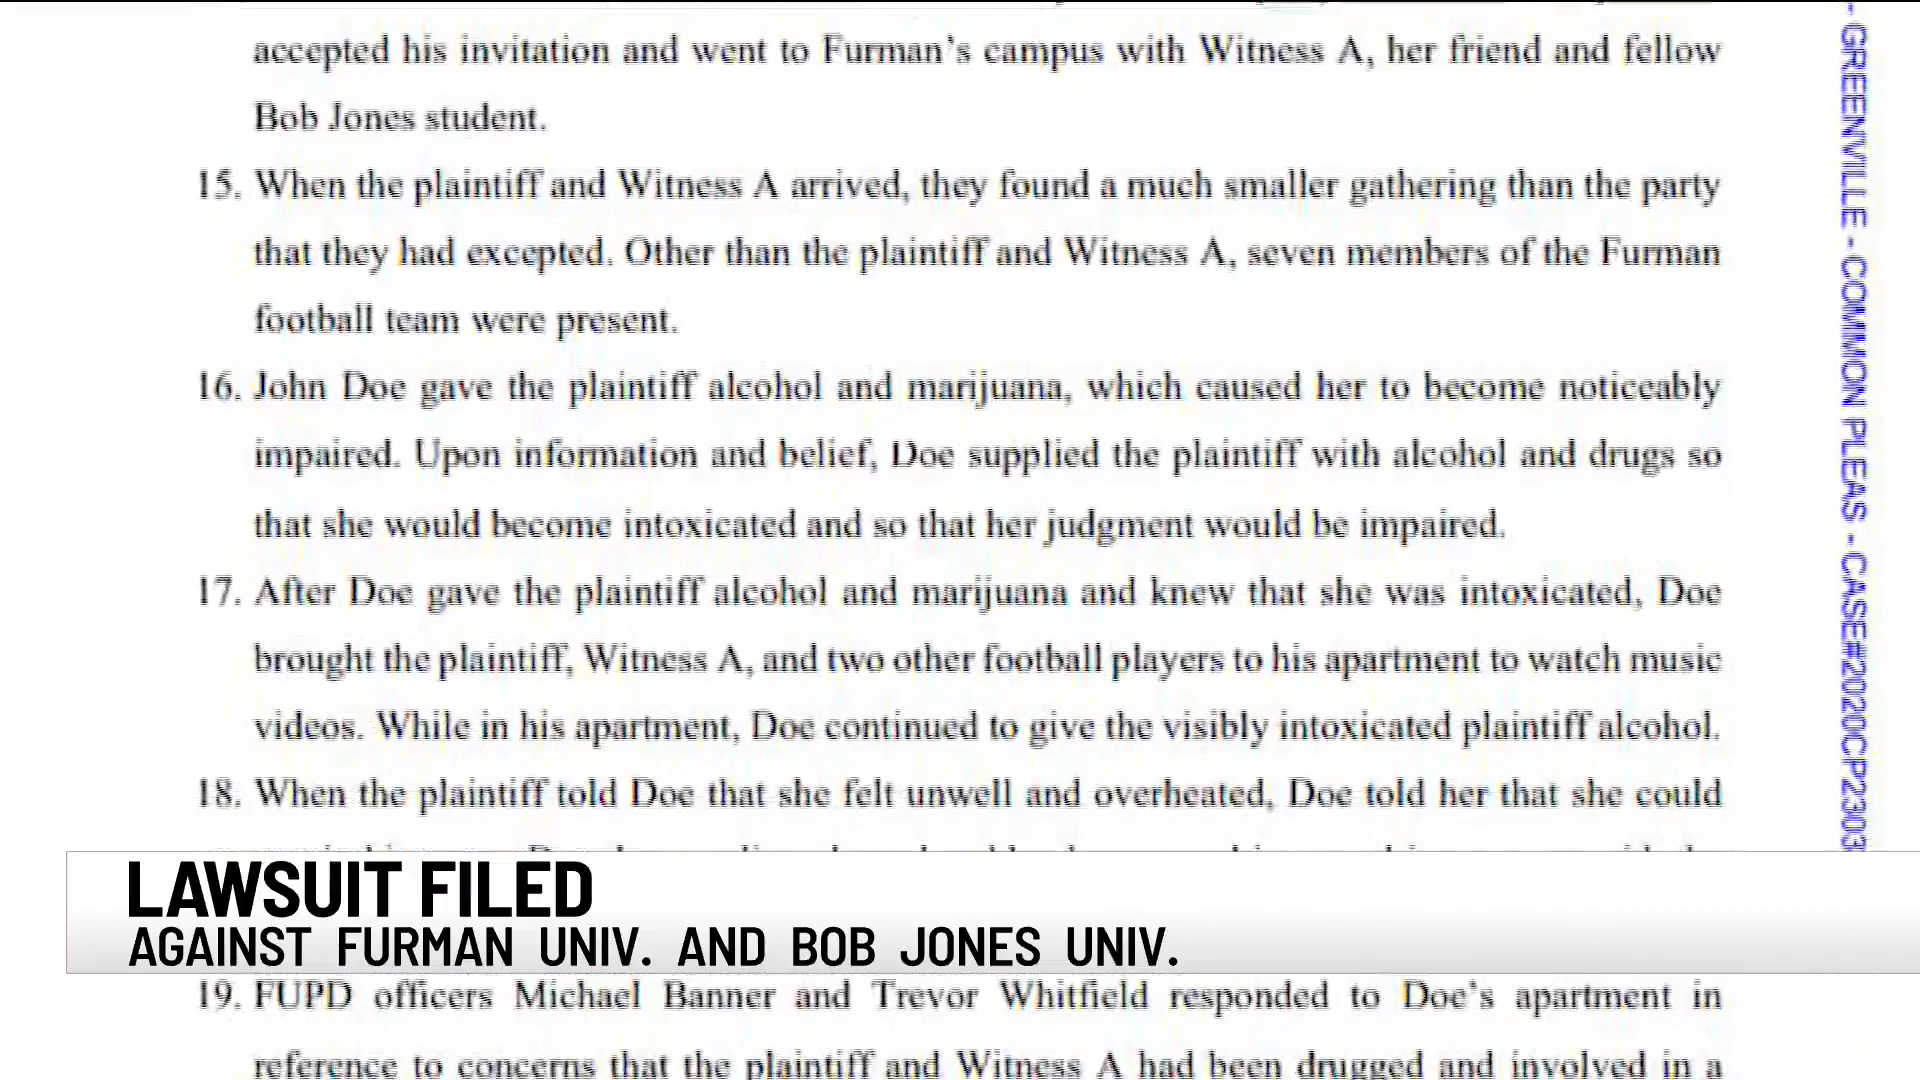 accepted his invitation and went to Furman's campus with Witness A, her friend and fellow
Bob Jones student.
15. When the plaintiff and Witness A arrived, they found a much smaller gathering than the party
that they had excepted. Other than the plaintiff and Witness A, seven members of the Furman
football team were present.
16. John Doe gave the plaintiff alcohol and marijuana, which caused her to become noticeably
impaired. Upon information and belief, Doe supplied the plaintiff with alcohol and drugs so
that she would become intoxicated and so that her judgment would be impaired.
17. After Doe gave the plaintiff alcohol and marijuana and knew that she was intoxicated, Doe
brought the plaintiff, Witness A, and two other football players to his apartment to watch music
videos. While in his apartment, Doe continued to give the visibly intoxicated plaintiff alcohol.
18. When the plaintiff told Doe that she felt unwell and overheated, Doe told her that she could
LAWSUIT FILED
AGAINST FURMAN UNIV. AND BOB JONES UNIV.
19. FUPD officers Michael Banner and Trevor Whitfield responded to Doe's apartment in
reference to concerns that the plaintiff and Witness A had been drugged and involved in a
- GREENVILLE - COMMON PLEAS - CASE#2020CP2303